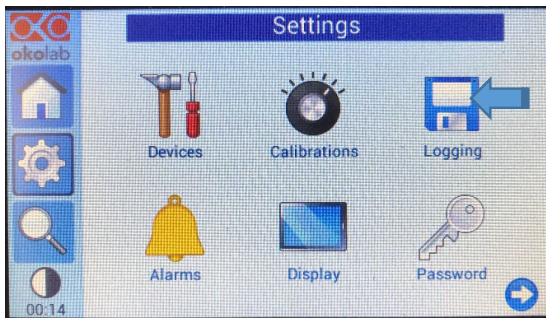 Settings
okolab
Devices Calibrations Logging
Alarms Display Password
00:14